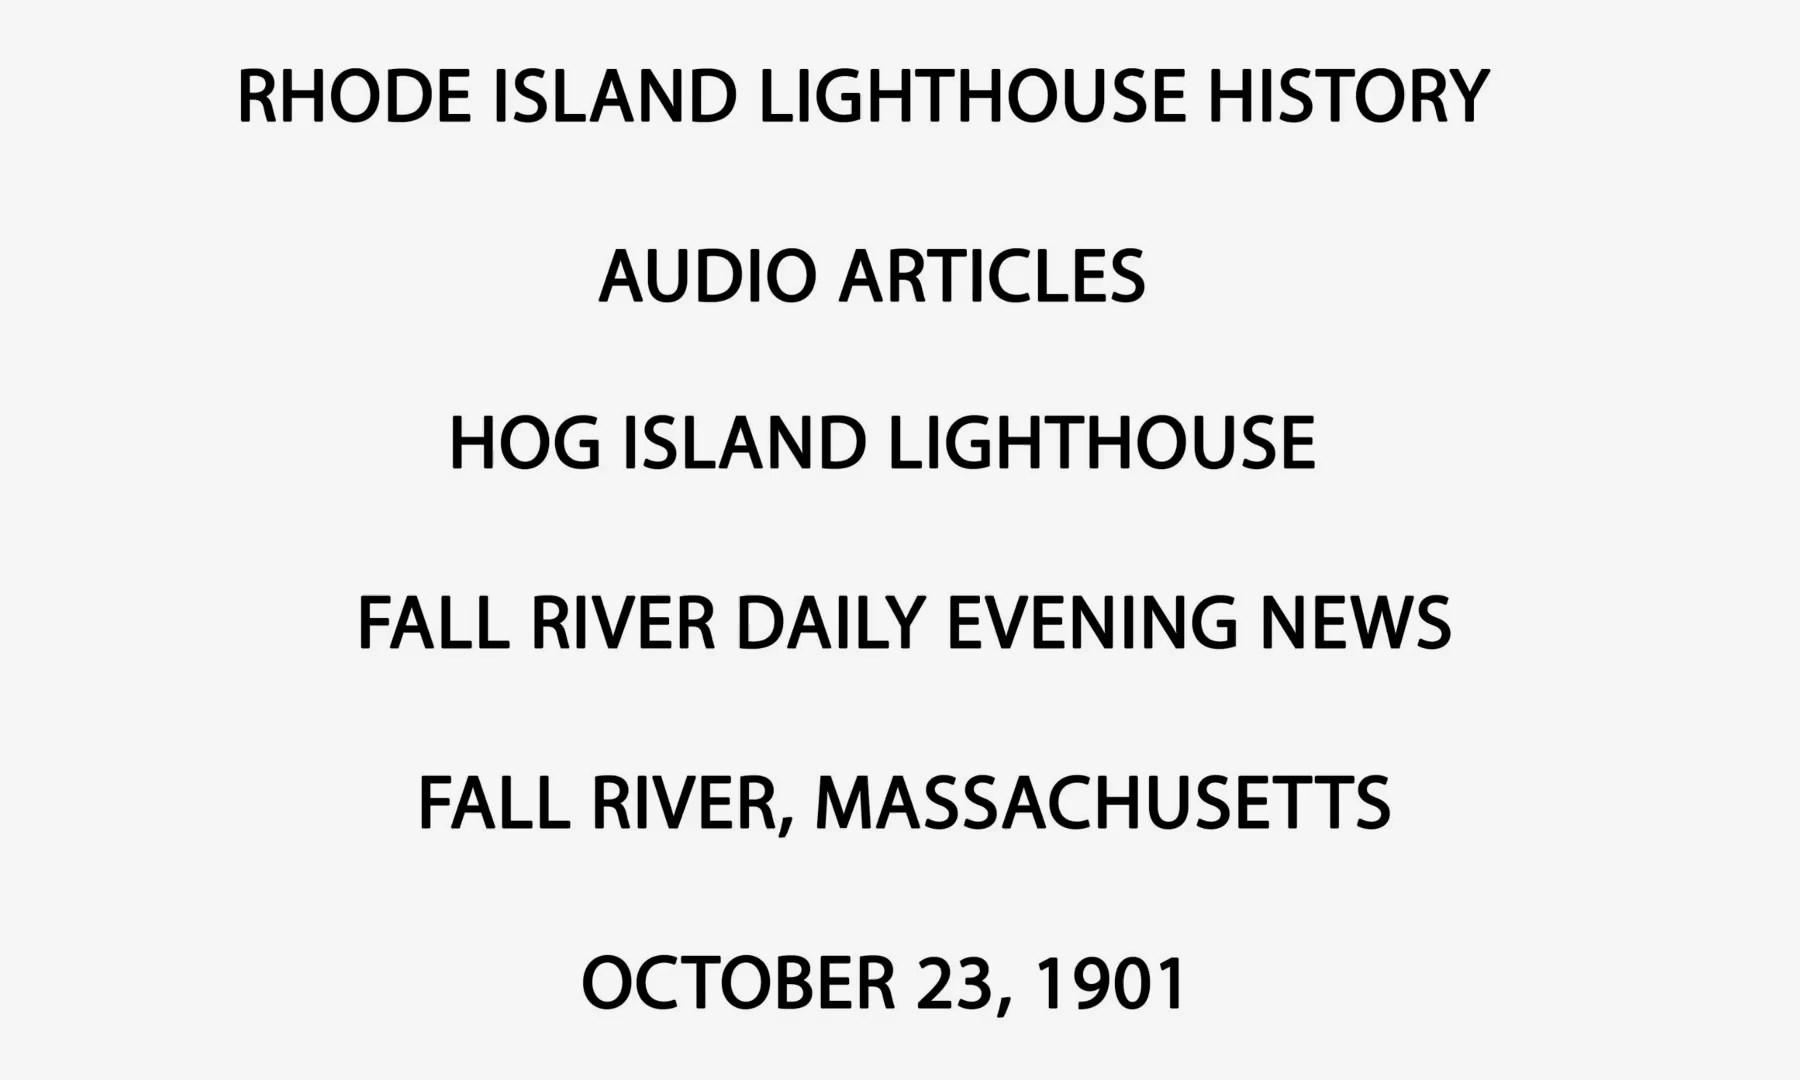 RHODE ISLAND LIGHTHOUSE HISTORY
AUDIO ARTICLES
HOG ISLAND LIGHTHOUSE
FALL RIVER DAILY EVENING NEWS
FALL RIVER, MASSACHUSETTS
OCTOBER 23, 1901